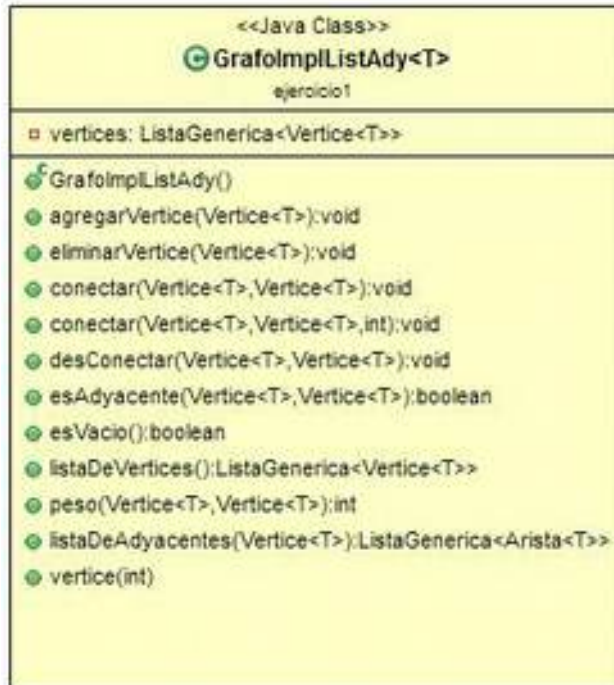 <<Java Class>>
GrafoImplListAdy<T>
ejercicio1
vertices: ListaGenerica<Vertice<T>>
GrafoImplListAdy()
agregarVertice(Vertice<T>):void
eliminarVertice(Vertice<T>):void
conectar(Vertice<T>,Vertice<T>):void
conectar(Vertice<T>,Vertice<T>,int):void
desConectar(Vertice<T>,Vertice<T>):void
esAdyacente(Vertice<T>,Vertice<T>):boolean
esVacio():boolean
listaDeVertices():ListaGenerica<Vertice<T>>
peso(Vertice<T>,Vertice<T>):int
listaDeAdyacentes(Vertice<T>):ListaGenerica<Arista<T>>
vertice(int)